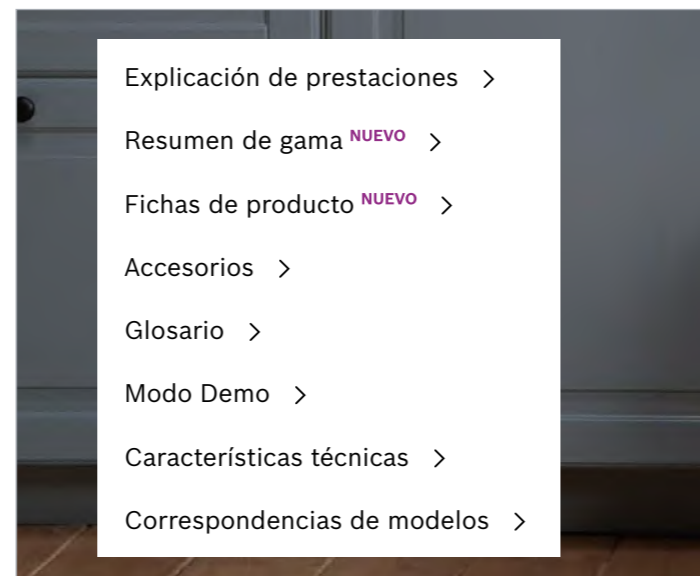 Explicación de prestaciones
Resumen de gama NUEVO
Fichas de producto NUEVO
Accesorios
Glosario
Modo Demo
Características técnicas
Correspondencias de modelos